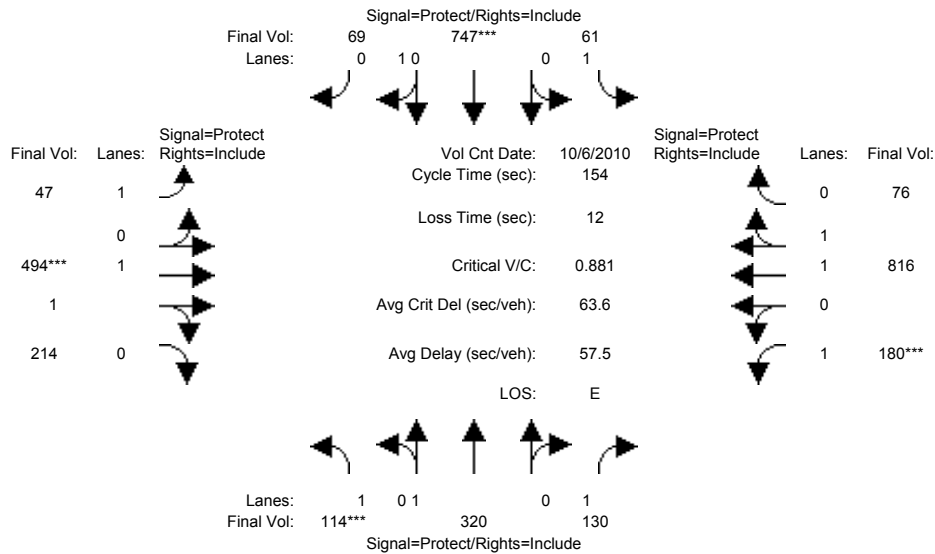 Signal=Protect/Rights=Include
Final Vol: 69 747*** 61
Lanes: 0 1 0 0 1
Signal=Protect Signal=Protect
Final Vol: Lanes: Rights=Include Vol Cnt Date: 10/6/2010 Rights=Include Lanes: Final Vol:
Cycle Time (sec): 154
47 1 0 76
Loss Time (sec): 12
0 1
494*** 1 Critical V/C: 0.881 1 816
1 Avg Crit Del (sec/veh): 63.6 0
214 0 Avg Delay (sec/veh): 57.5 1 180***
LOS: E
Lanes: 1 0 1 0 1
Final Vol: 114*** 320 130
Signal=Protect/Rights=Include